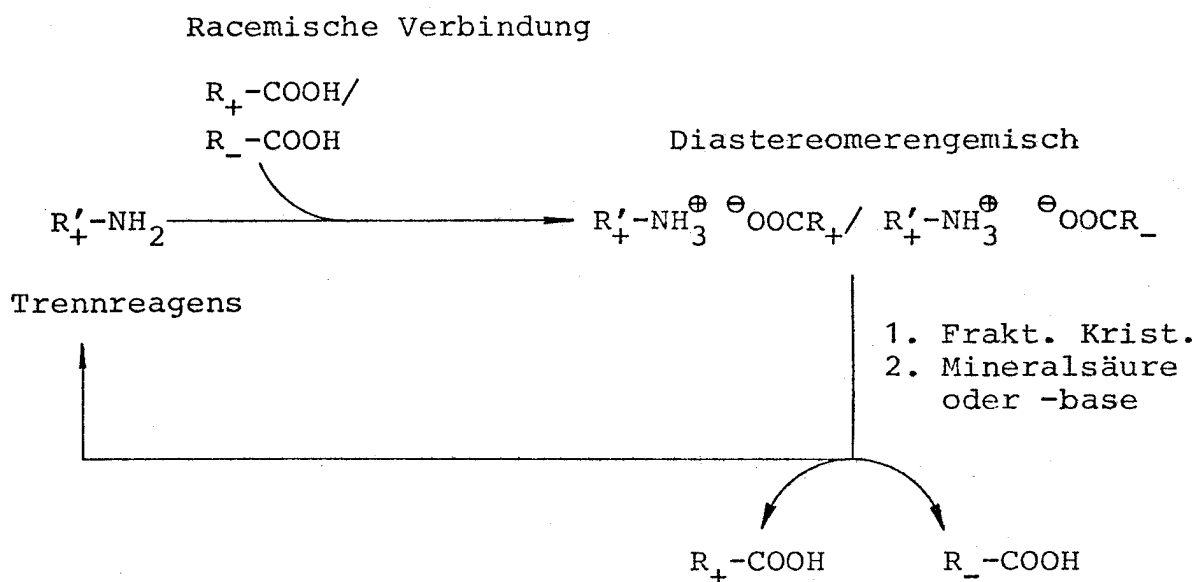 Racemische Verbindung
R₊-COOH/
R₋-COOH
Diastereomerengemisch
R′₊-NH₂
R′₊-NH₃⊕ ⊖OOCR₊/ R′₊-NH₃⊕ ⊖OOCR₋
Trennreagens
1. Frakt. Krist.
2. Mineralsäure
oder -base
R₊-COOH
R₋-COOH